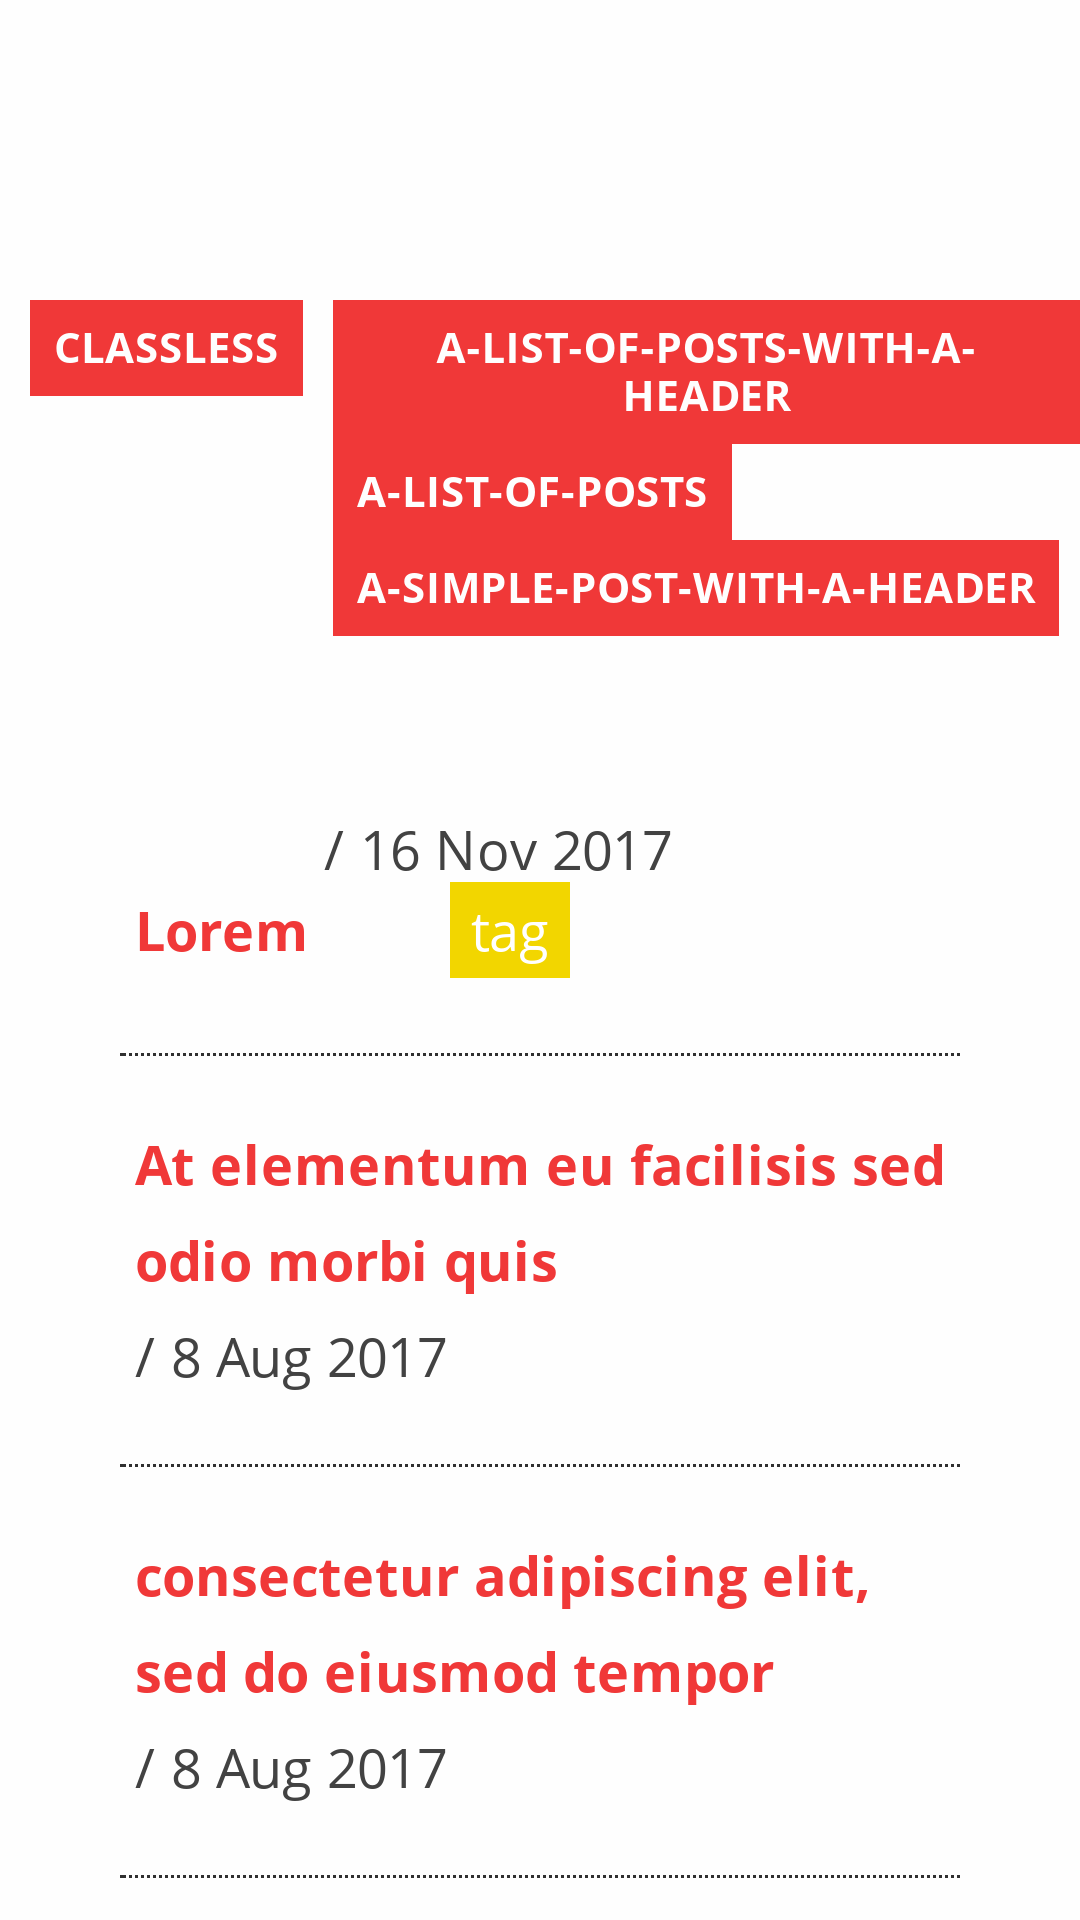 CLASSLESS
A-LIST-OF-POSTS-WITH-A-
HEADER
A-LIST-OF-POSTS
A-SIMPLE-POST-WITH-A-HEADER
/ 16 Nov 2017
Lorem tag
At elementum eu facilisis sed
odio morbi quis
/ 8 Aug 2017
consectetur adipiscing elit,
sed do eiusmod tempor
/ 8 Aug 2017